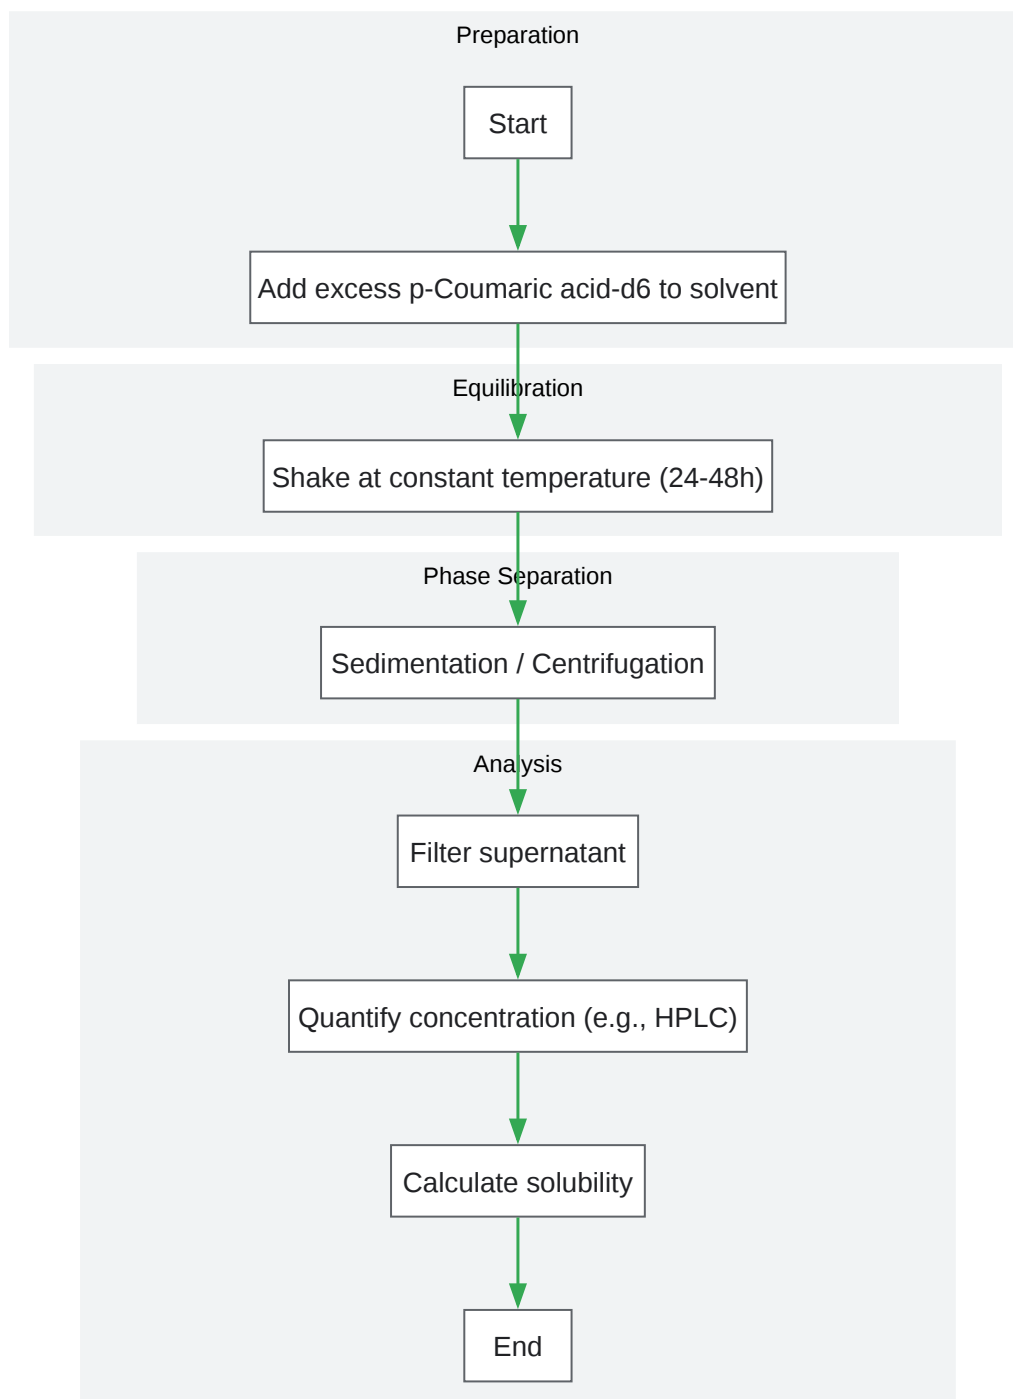 Preparation
Start
Add excess p-Coumaric acid-d6 to solvent
Equilibration
Shake at constant temperature (24-48h)
Phase Separation
Sedimentation / Centrifugation
Analysis
Filter supernatant
Quantify concentration (e.g., HPLC)
Calculate solubility
End